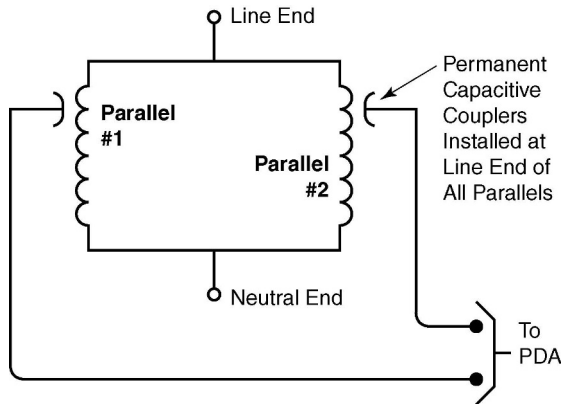 Line End
Parallel
#1
Parallel
#2
Permanent
Capacitive
Couplers
Installed at
Line End of
All Parallels
Neutral End
To
PDA